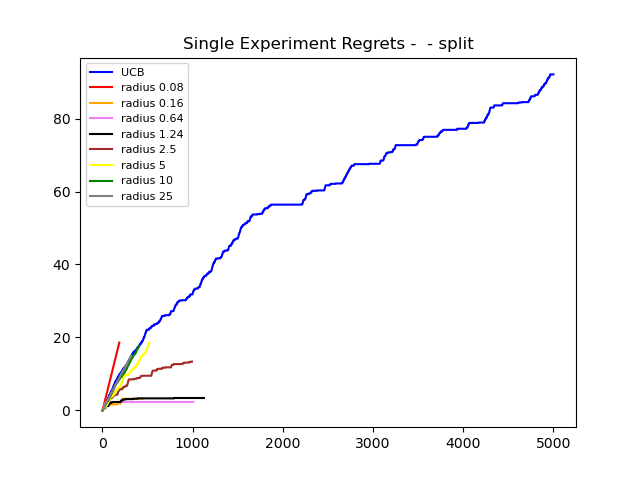 Single Experiment Regrets -  - split
UCB
radius 0.08
radius 0.16
radius 0.64
radius 1.24
radius 2.5
radius 5
radius 10
radius 25
80
60
40
20
0
0 1000 2000 3000 4000 5000